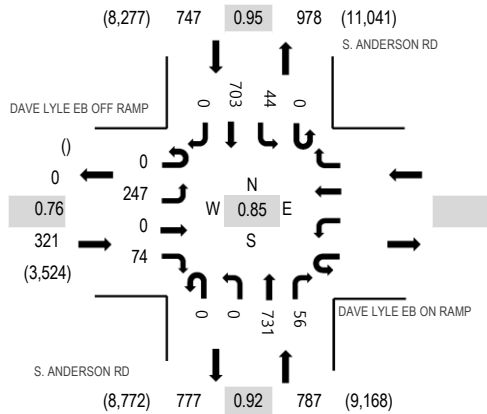 (8,277) 747 0.95 978 (11,041)
S. ANDERSON RD
DAVE LYLE EB OFF RAMP
0 703 44 0
()
0
0.76
321
(3,524)
0
247
0
74
N
W 0.85 E
S
0 0 731 56
DAVE LYLE EB ON RAMP
S. ANDERSON RD
(8,772) 777 0.92 787 (9,168)